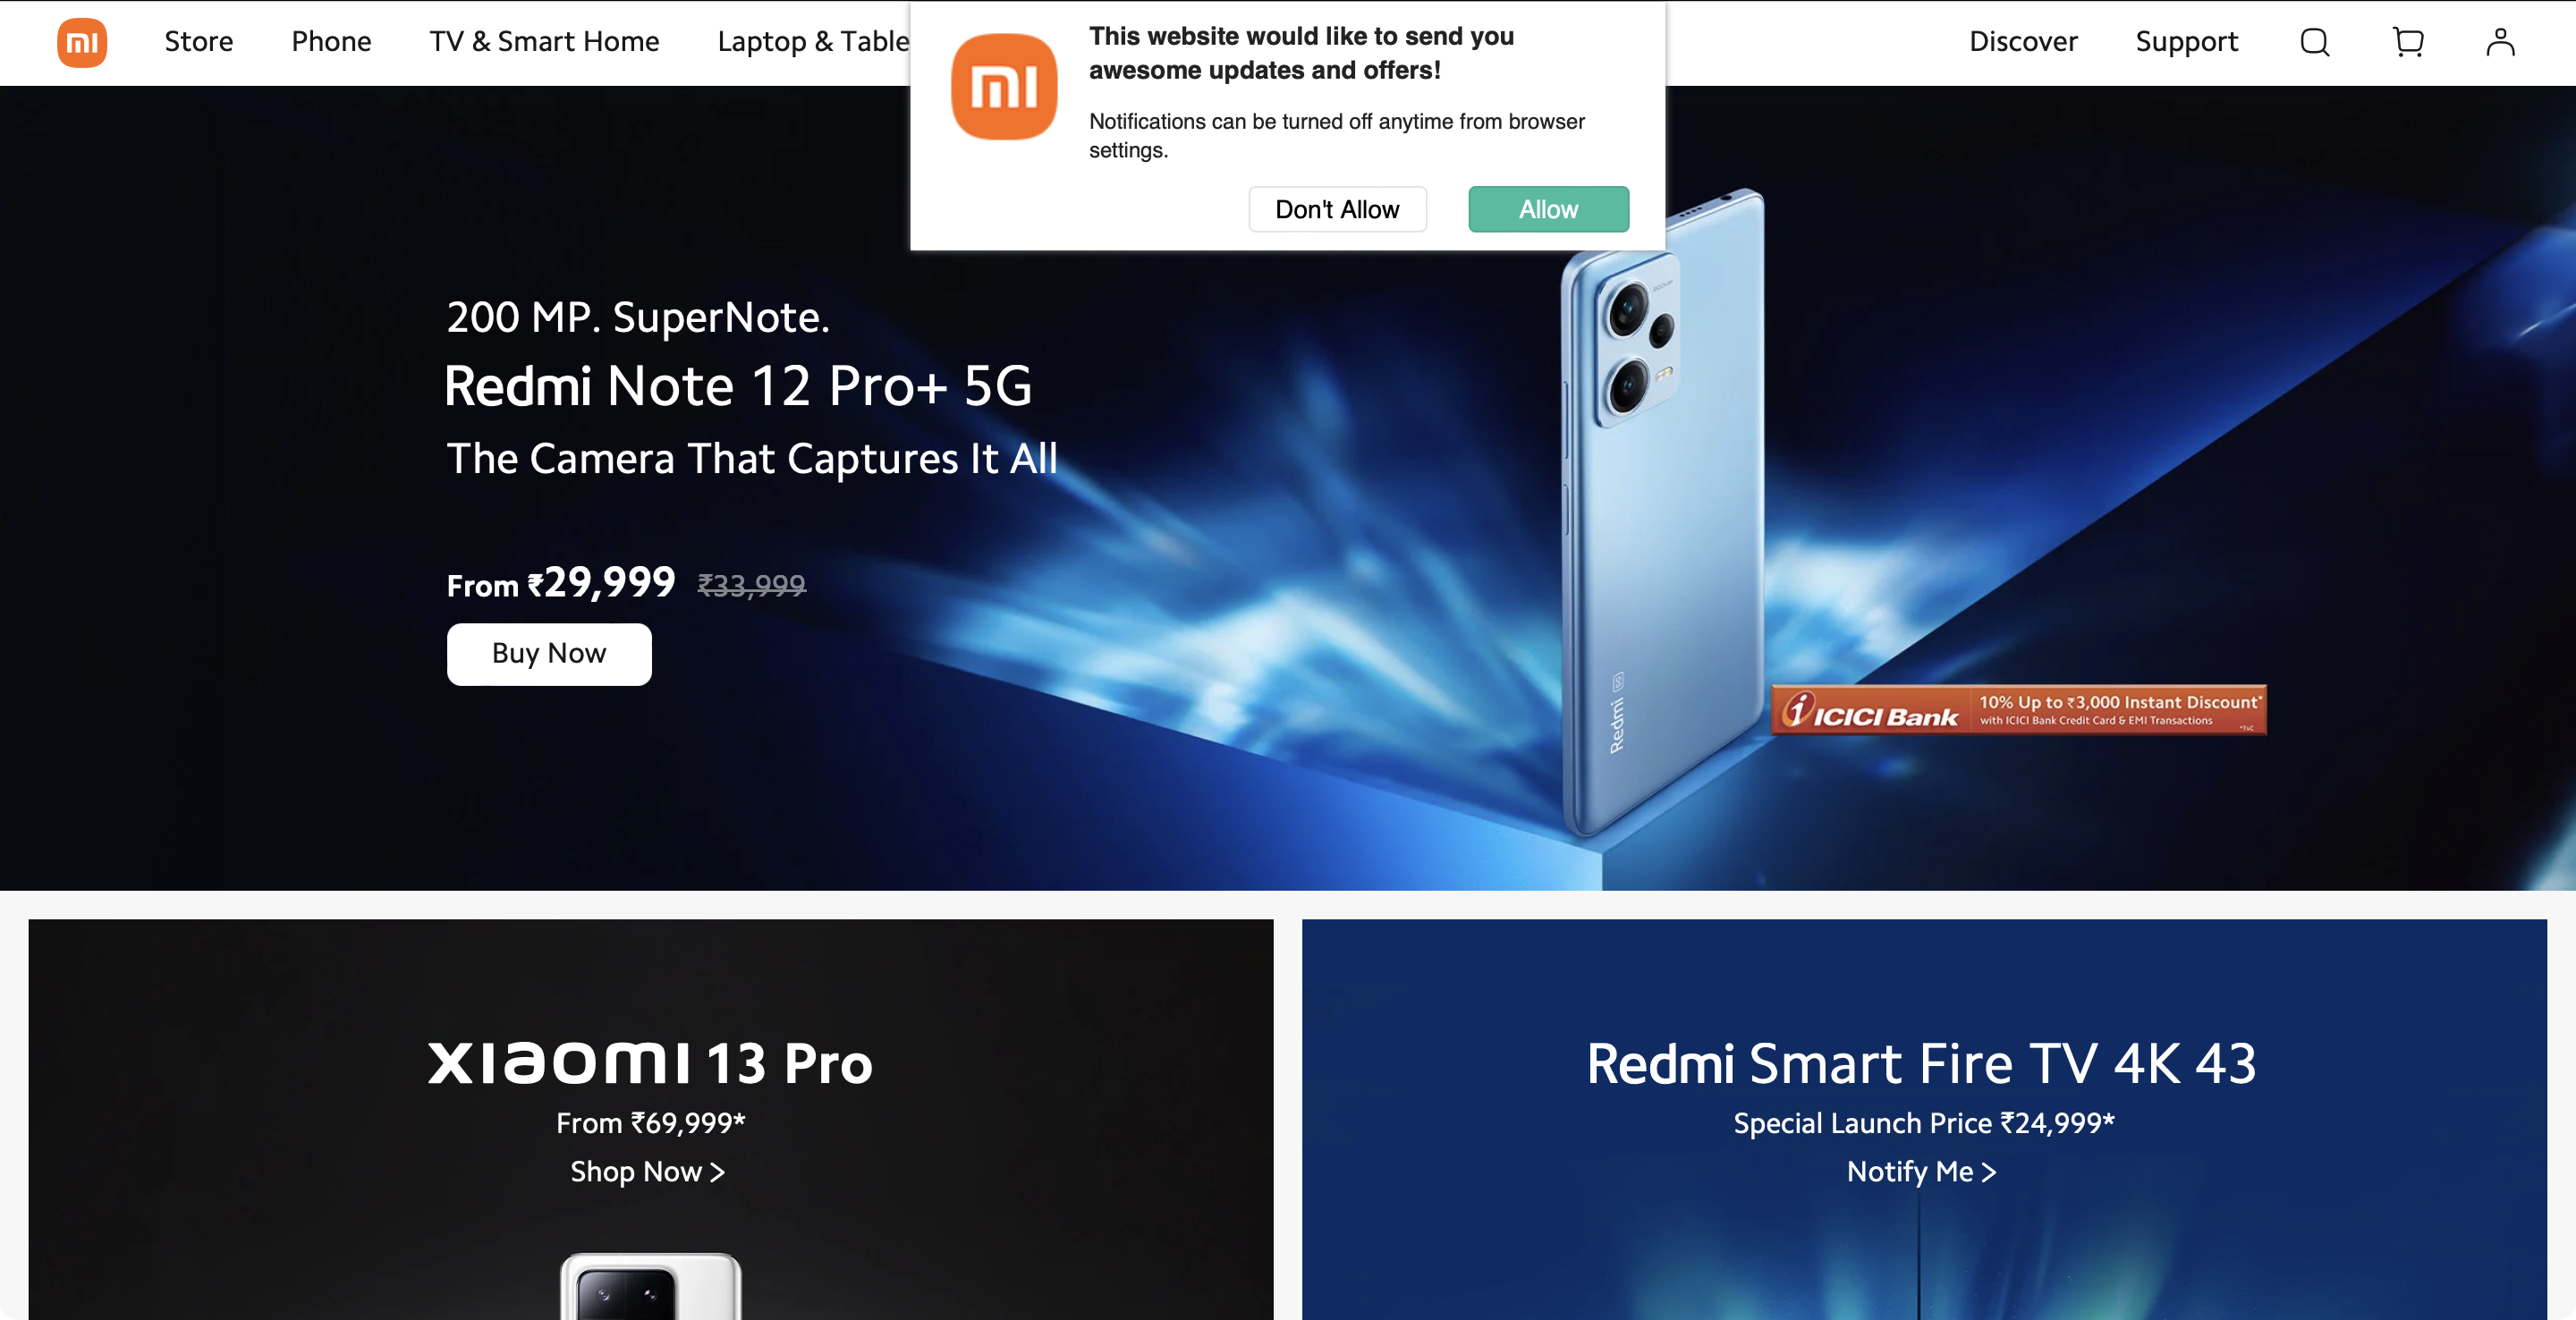 mi
Store
Phone
TV & Smart Home
Laptop & Table
Discover
Support
mi
This website would like to send you
awesome updates and offers!
Notifications can be turned off anytime from browser
settings.
Don't Allow
Allow
200 MP. SuperNote.
Redmi Note 12 Pro+ 5G
The Camera That Captures It All
From ₹29,999 ₹33,999
Buy Now
Redmi 5G
ICICI Bank
10% Up to ₹3,000 Instant Discount*
with ICICI Bank Credit Card & EMI Transactions
*T&C
xiaomi 13 Pro
From ₹69,999*
Shop Now >
Redmi Smart Fire TV 4K 43
Special Launch Price ₹24,999*
Notify Me >